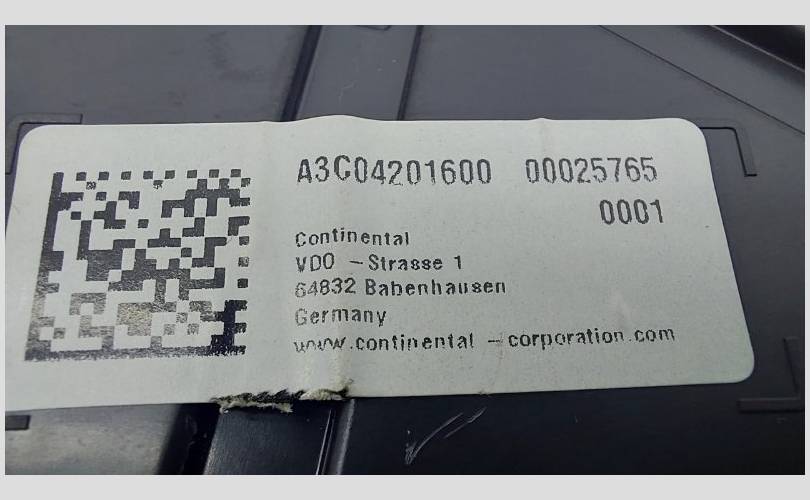 A3C04201600 00025765
0001
Continental
VDO -Strasse 1
64832 Babenhausen
Germany
www.continental -corporation.com